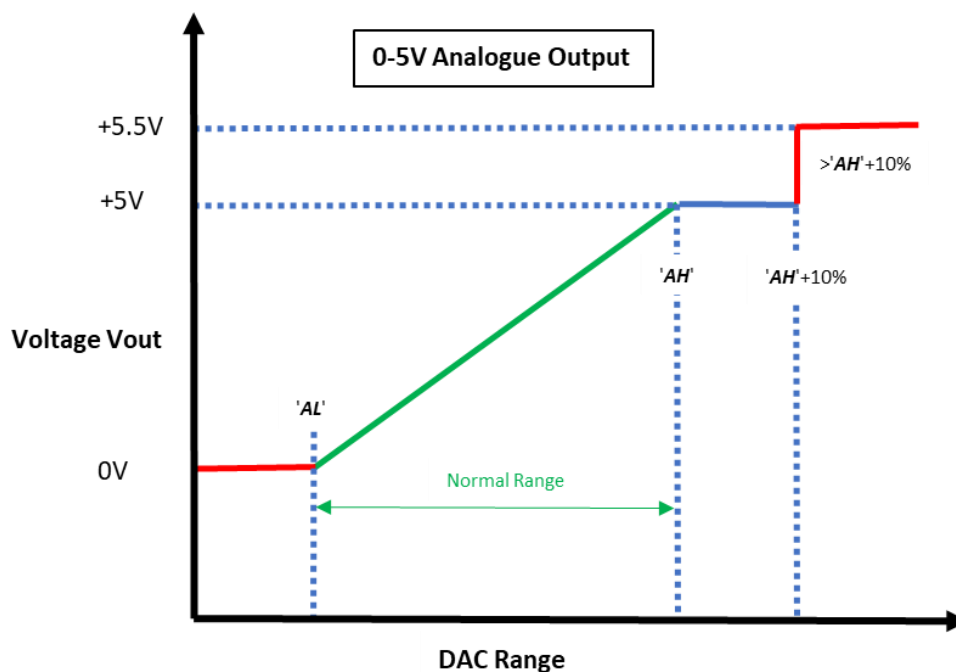 0-5V Analogue Output
+5.5V
>'AH'+10%
+5V
'AH'
'AH'+10%
Voltage Vout
'AL'
0V
Normal Range
DAC Range